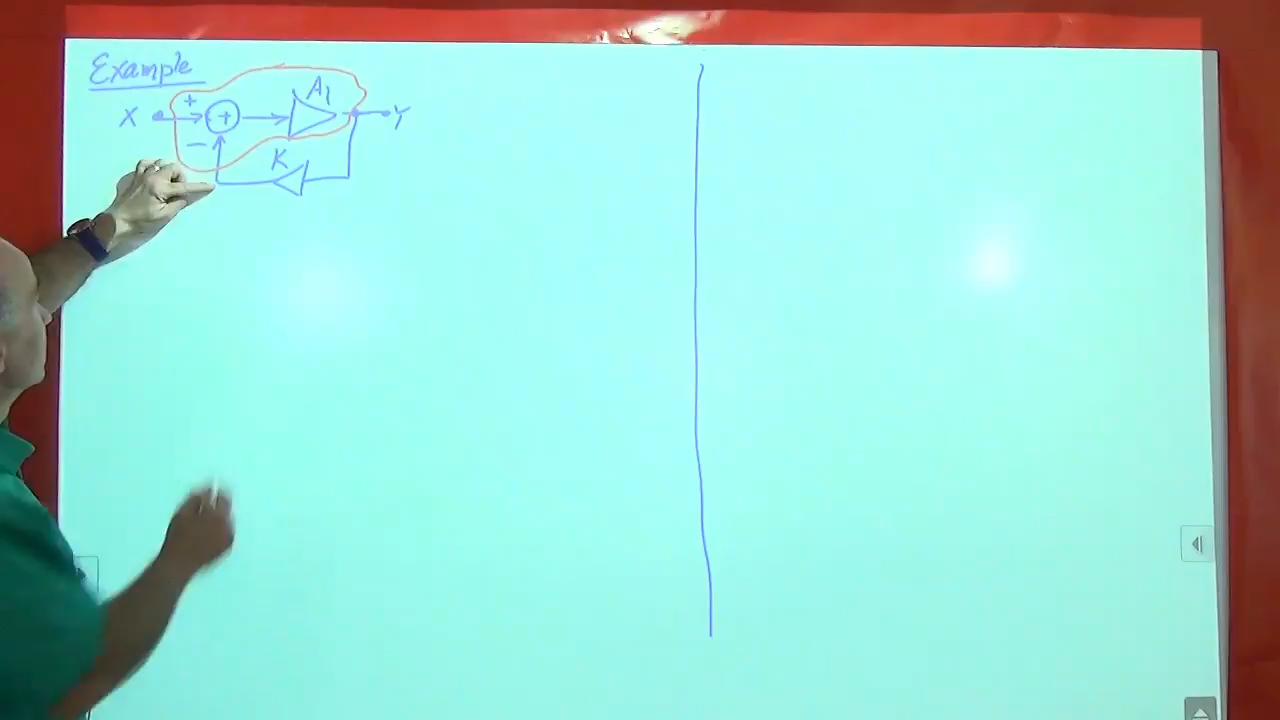 Example
A1
+
X + Y
−
K